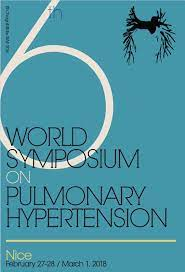 6th
WORLD
SYMPOSIUM
ON
PULMONARY
HYPERTENSION
Nice
February 27-28 / March 1, 2018